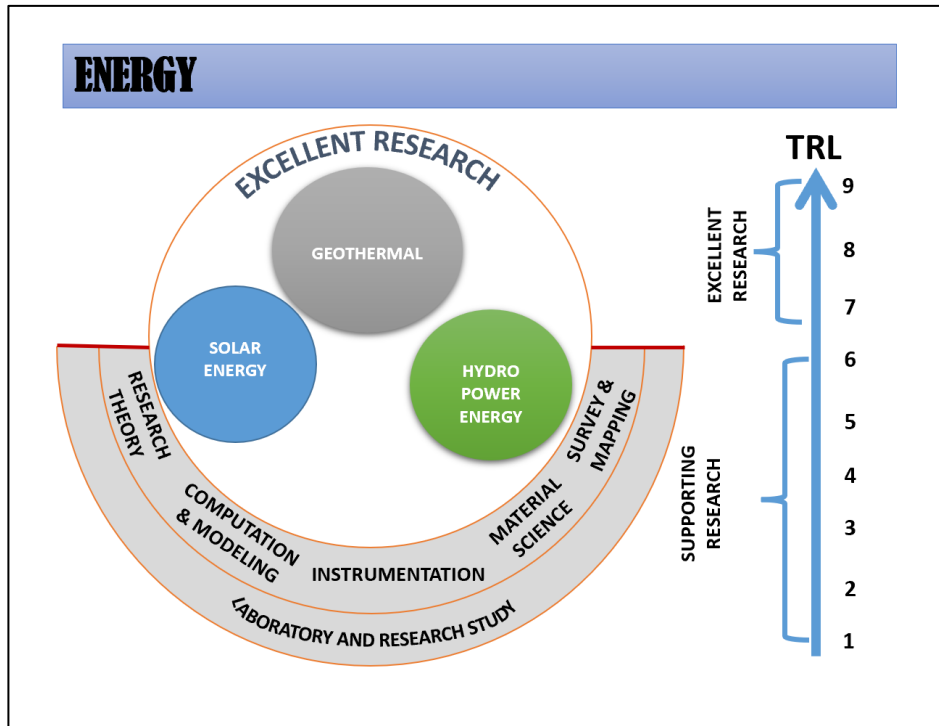 ENERGY
EXCELLENT RESEARCH
GEOTHERMAL
SOLAR
ENERGY
HYDRO
POWER
ENERGY
RESEARCH
THEORY
COMPUTATION
& MODELING
INSTRUMENTATION
MATERIAL
SCIENCE
SURVEY &
MAPPING
LABORATORY AND RESEARCH STUDY
TRL
EXCELLENT
RESEARCH
SUPPORTING
RESEARCH
9
8
7
6
5
4
3
2
1